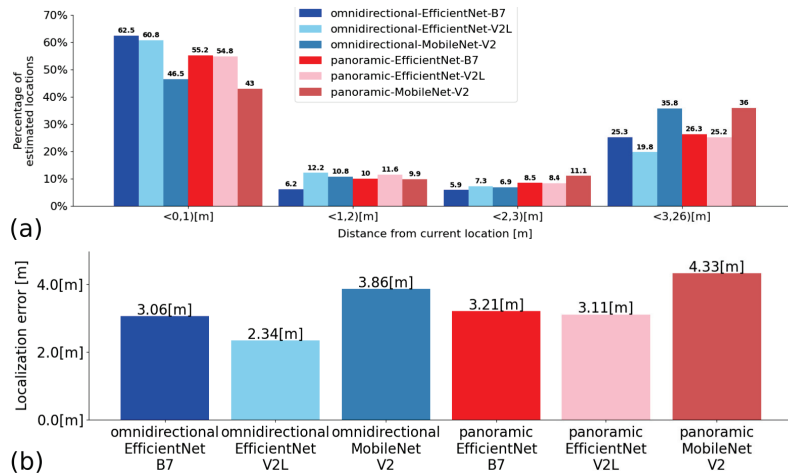 Percentage of
estimated locations
70%
60%
50%
40%
30%
20%
10%
0%
omnidirectional-EfficientNet-B7
omnidirectional-EfficientNet-V2L
omnidirectional-MobileNet-V2
panoramic-EfficientNet-B7
panoramic-EfficientNet-V2L
panoramic-MobileNet-V2
62.5 60.8 46.5 55.2 54.8 43
6.2 12.2 10.8 10 11.6 9.9
5.9 7.3 6.9 8.5 8.4 11.1
25.3 19.8 35.8 26.3 25.2 36
<0,1)[m] <1,2)[m] <2,3)[m] <3,26)[m]
Distance from current location [m]
(a)
Localization error [m]
4.0[m]
2.0[m]
0.0[m]
3.06[m] 2.34[m] 3.86[m] 3.21[m] 3.11[m] 4.33[m]
omnidirectional omnidirectional omnidirectional panoramic panoramic panoramic
EfficientNet EfficientNet MobileNet EfficientNet EfficientNet MobileNet
B7 V2L V2 B7 V2L V2
(b)